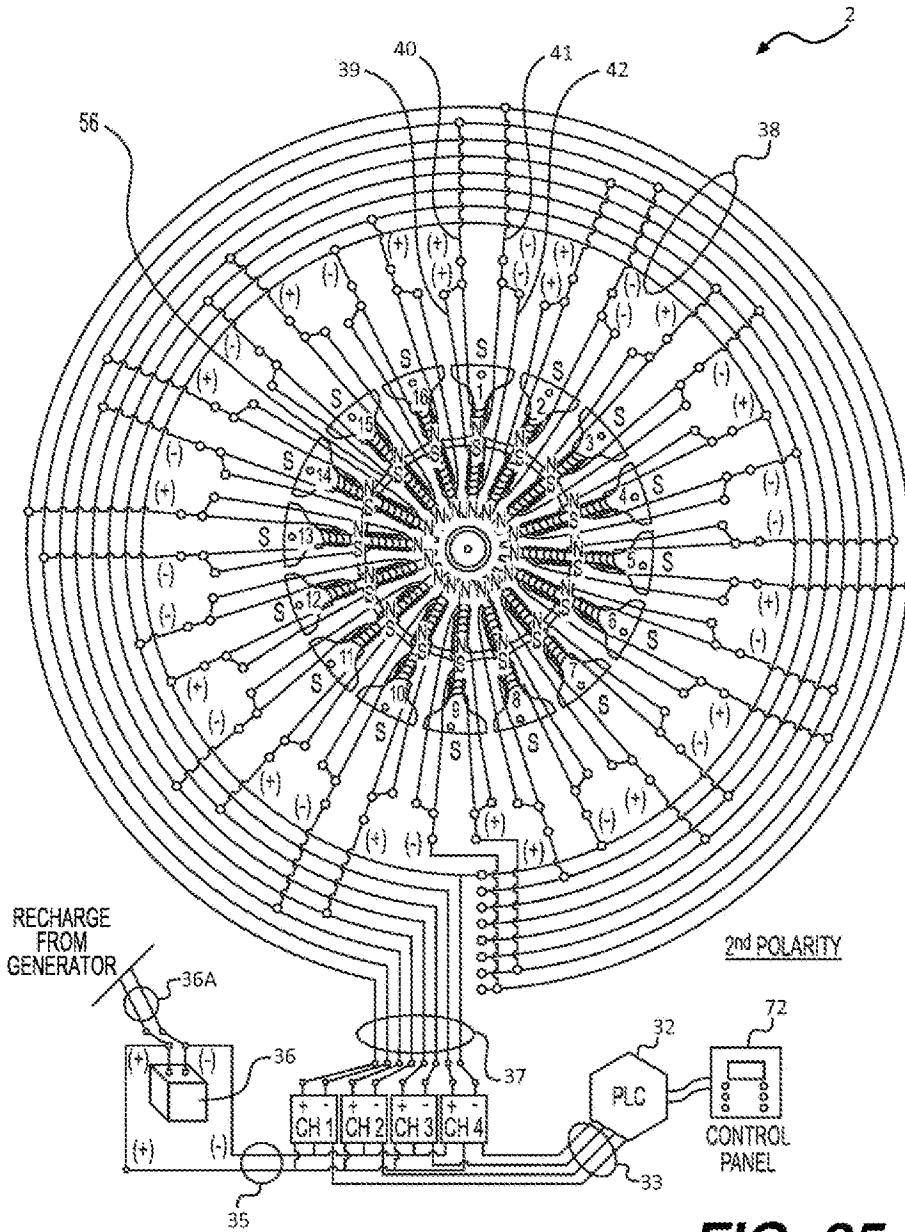 2
40
41
39
42
56
38
(+) (-)
S
1
2
3
4
5
6
7
8
9
10
11
12
13
14
15
16
N
S
RECHARGE
FROM
GENERATOR
36A
2nd POLARITY
(+) (-)
36
37
32
72
PLC
+ - + - + - + -
CH 1 CH 2 CH 3 CH 4
CONTROL
PANEL
(+) (-)
35
33
FIG. 25